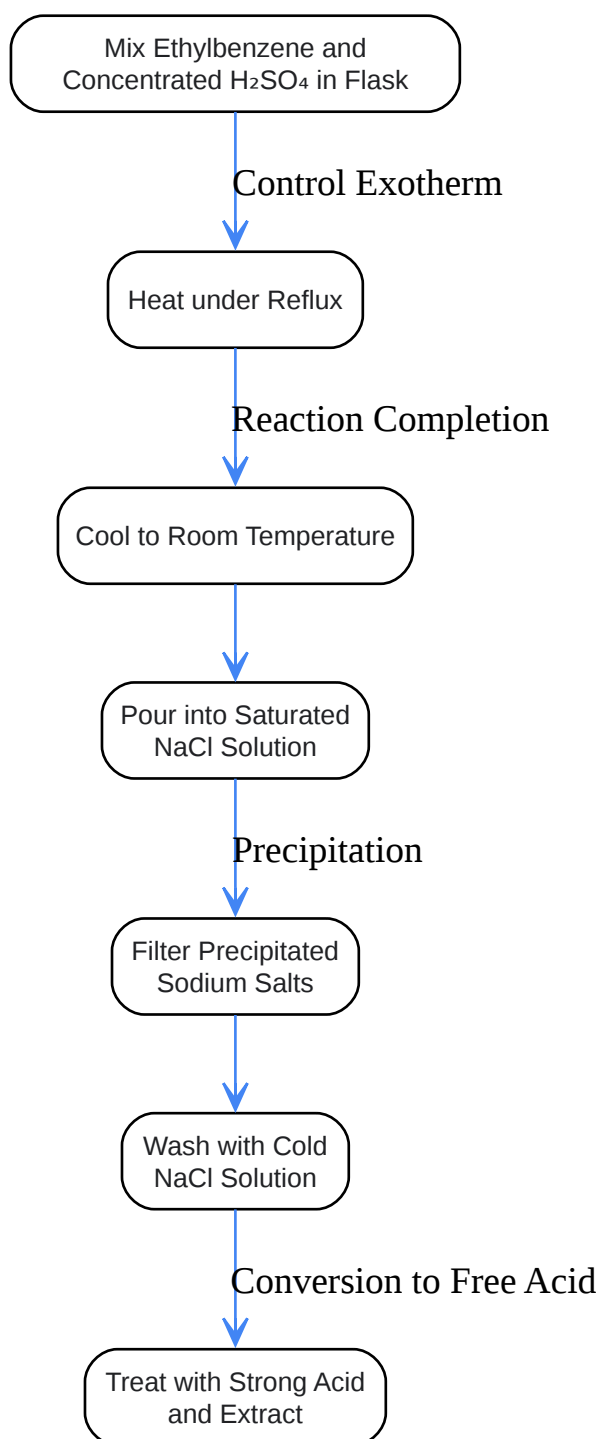 Mix Ethylbenzene and
Concentrated H₂SO₄ in Flask
Control Exotherm
Heat under Reflux
Reaction Completion
Cool to Room Temperature
Pour into Saturated
NaCl Solution
Precipitation
Filter Precipitated
Sodium Salts
Wash with Cold
NaCl Solution
Conversion to Free Acid
Treat with Strong Acid
and Extract